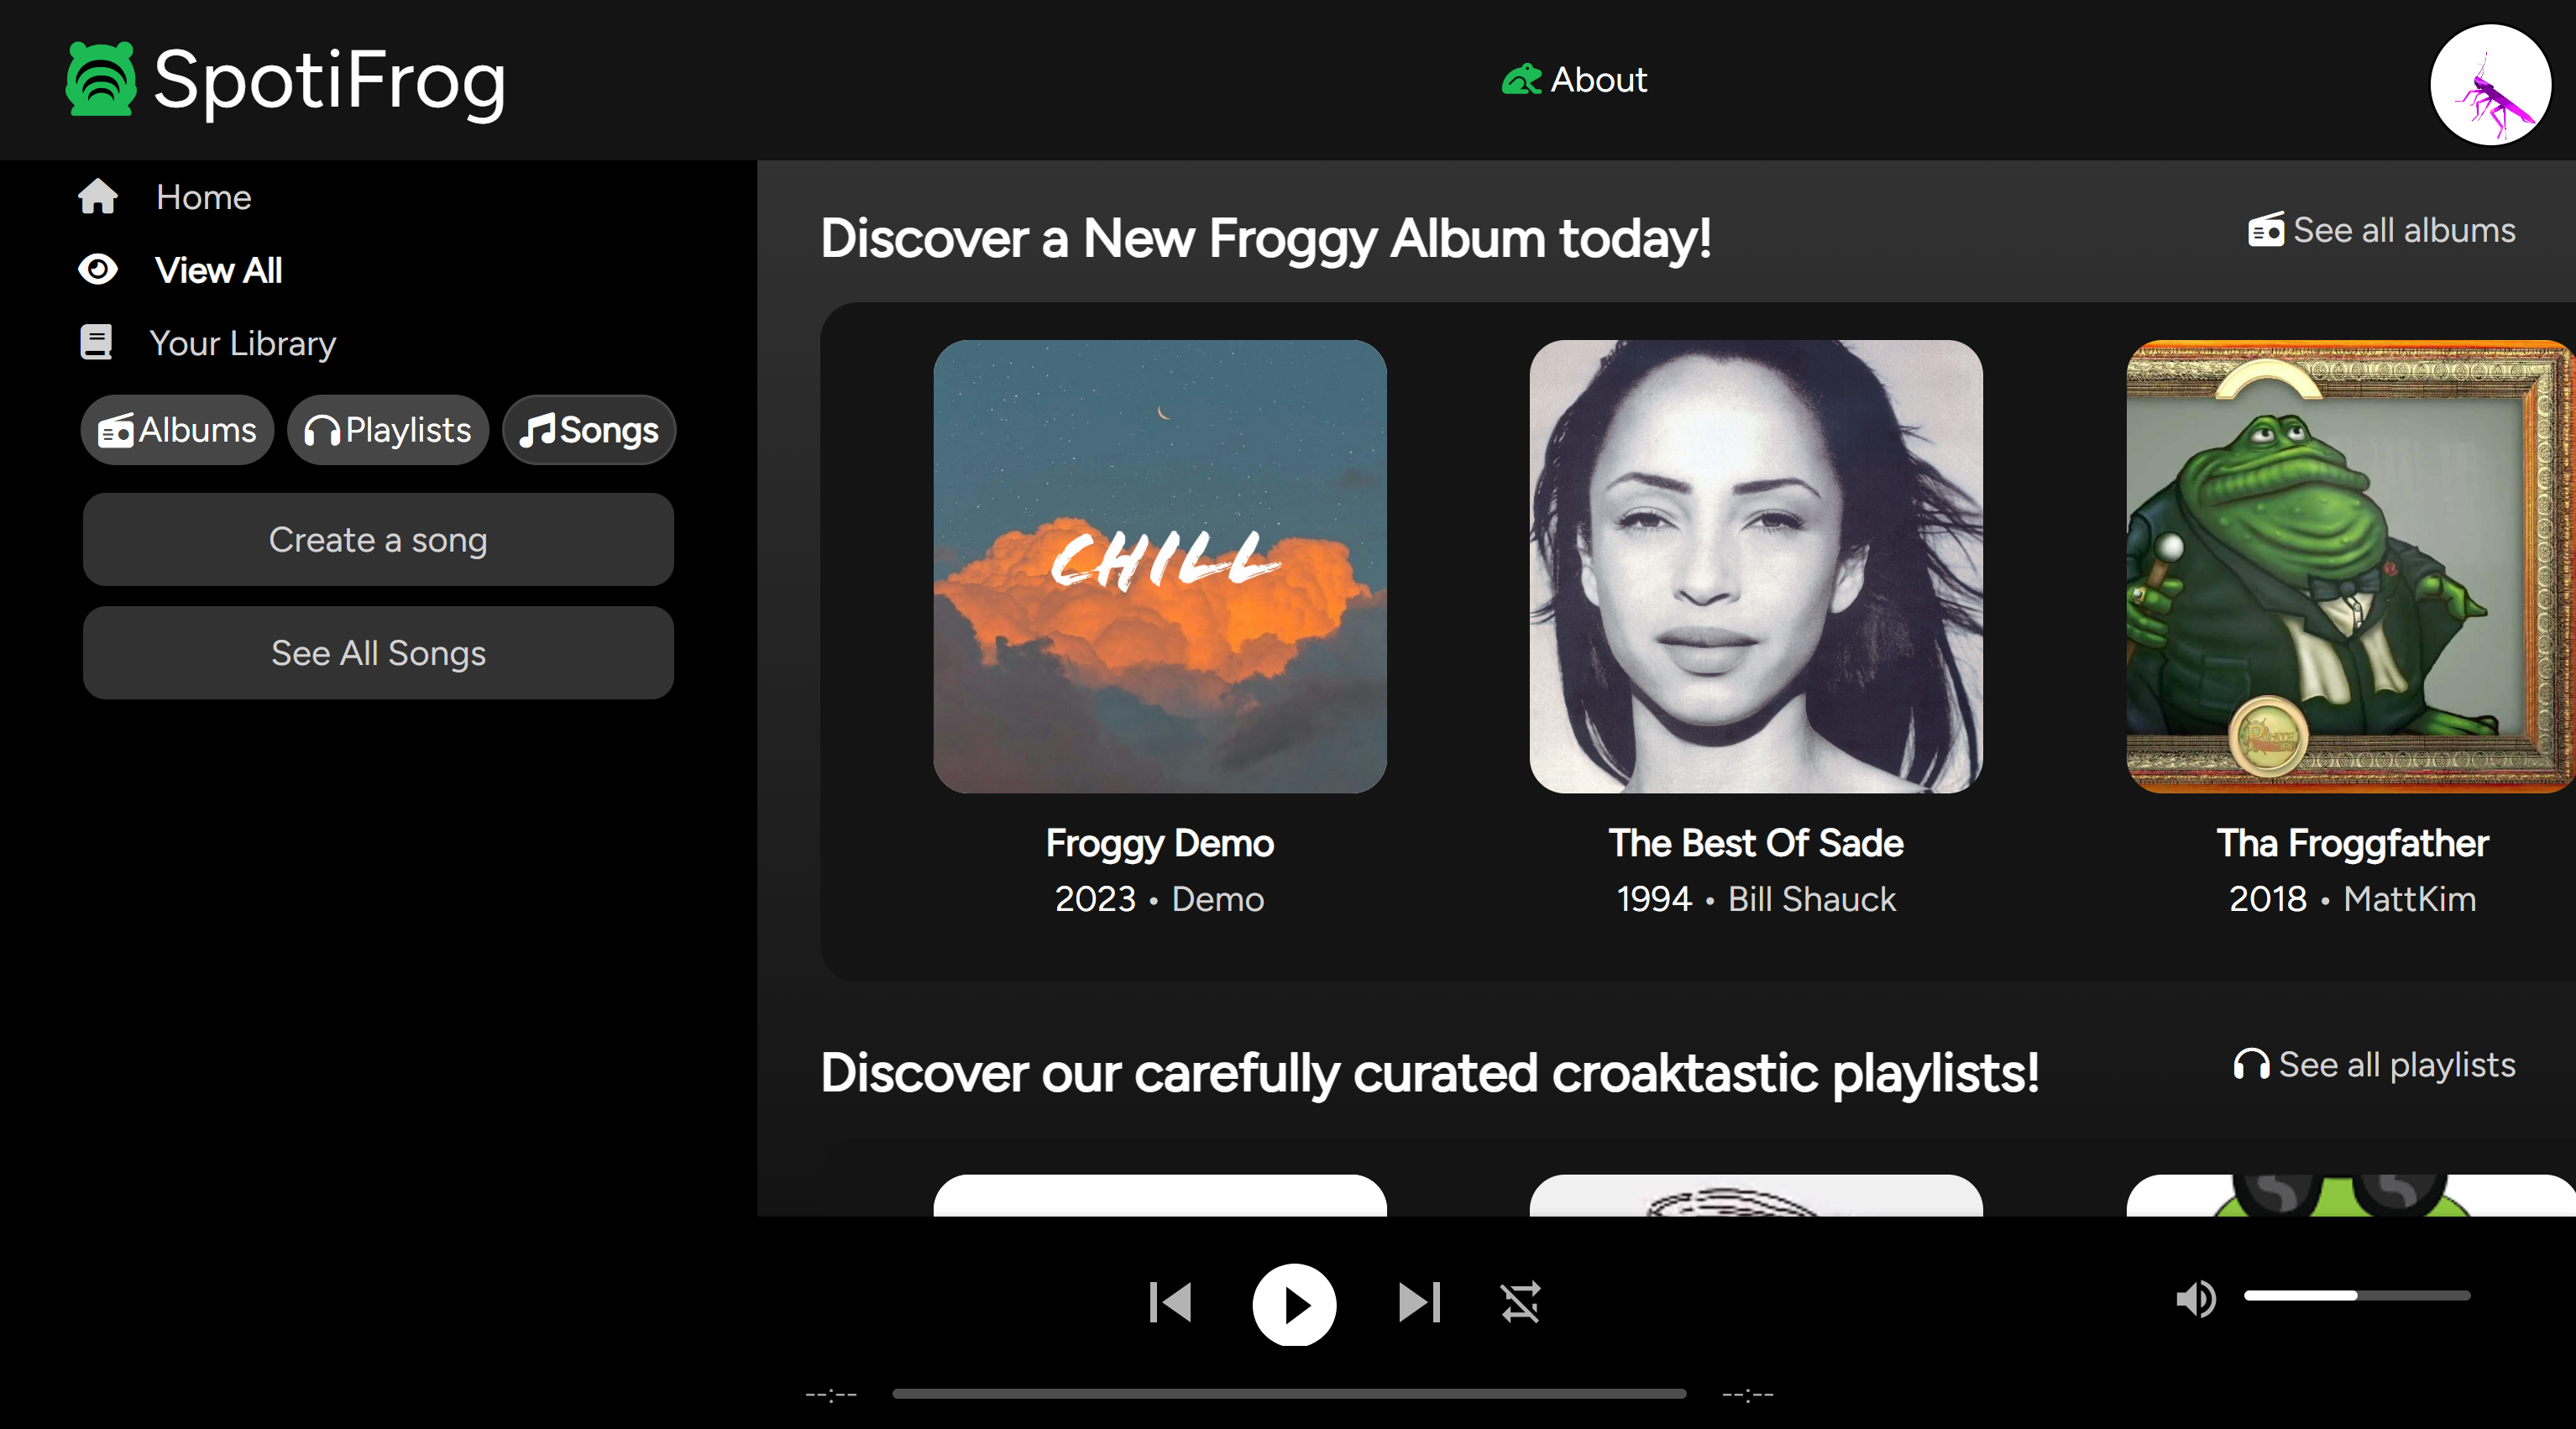 SpotiFrog
About
Home
View All
Your Library
Albums
Playlists
Songs
Create a song
See All Songs
Discover a New Froggy Album today!
See all albums
CHILL
Froggy Demo
2023 • Demo
The Best Of Sade
1994 • Bill Shauck
Tha Froggfather
2018 • MattKim
Discover our carefully curated croaktastic playlists!
See all playlists
--:--
--:--